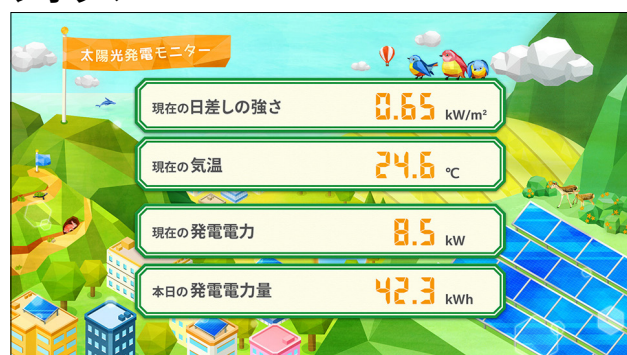 太陽光発電モニター
現在の日差しの強さ 0.65 kW/m²
現在の気温 24.6 ℃
現在の発電電力 8.5 kW
本日の発電電力量 42.3 kWh